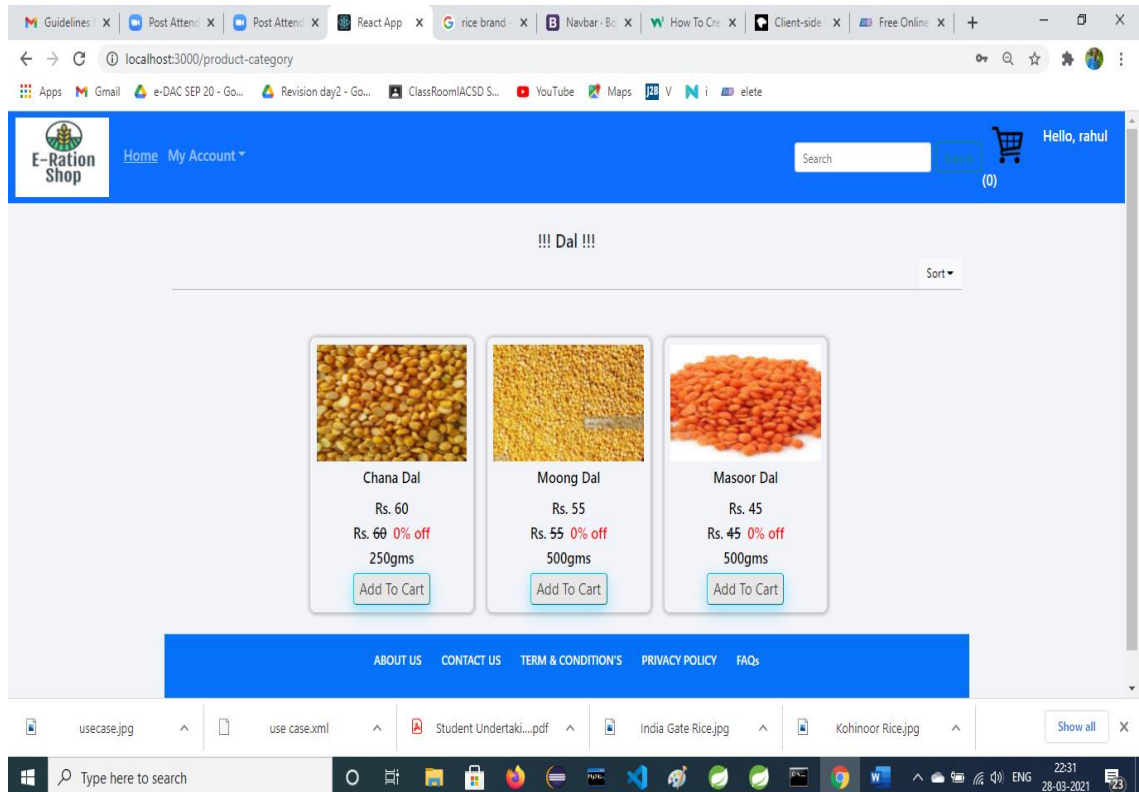 Guidelines
Post Attend
Post Attend
React App
rice brand -
Navbar · Bo
How To Cre
Client-side
Free Online
localhost:3000/product-category
Apps
Gmail
e-DAC SEP 20 - Go...
Revision day2 - Go...
ClassRoomIACSD S...
YouTube
Maps
V
i
elete
E-Ration
Shop
Home
My Account
Search
Search
(0)
Hello, rahul
!!! Dal !!!
Sort
Chana Dal
Rs. 60
Rs. 60 0% off
250gms
Add To Cart
Moong Dal
Rs. 55
Rs. 55 0% off
500gms
Add To Cart
Masoor Dal
Rs. 45
Rs. 45 0% off
500gms
Add To Cart
ABOUT US
CONTACT US
TERM & CONDITION'S
PRIVACY POLICY
FAQs
usecase.jpg
use case.xml
Student Undertaki....pdf
India Gate Rice.jpg
Kohinoor Rice.jpg
Show all
Type here to search
ENG
22:31
28-03-2021
23